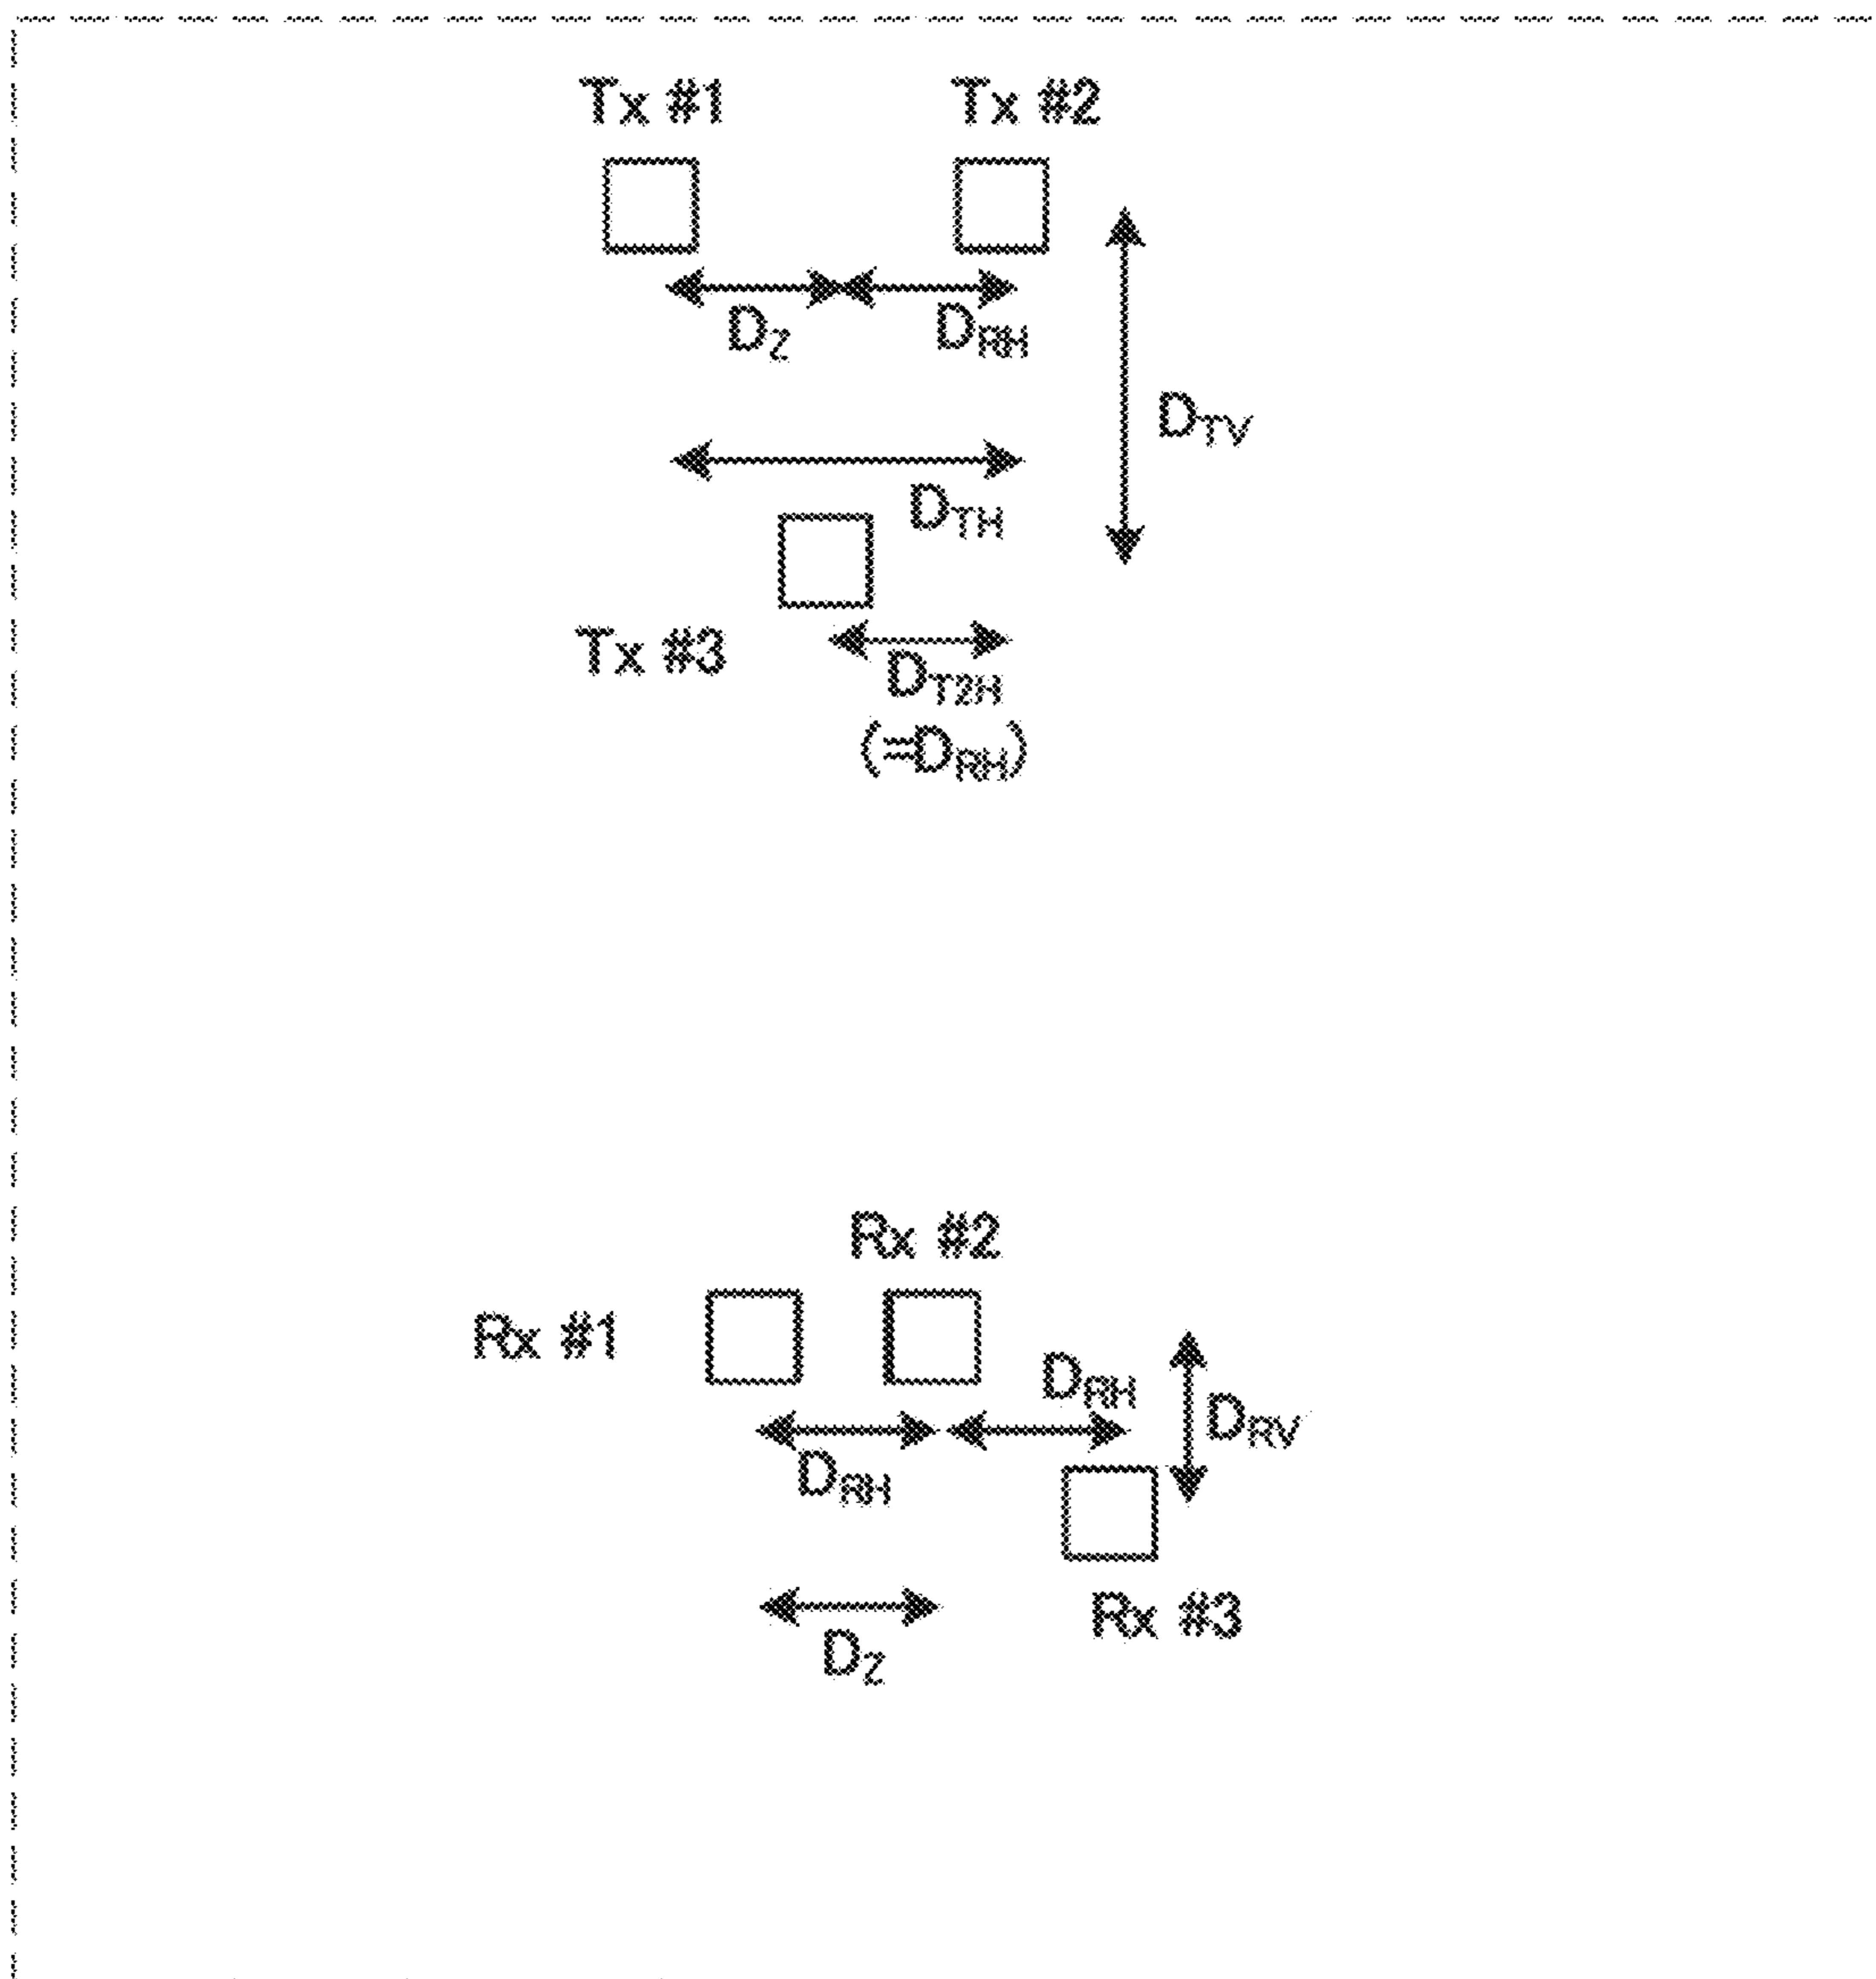 Tx #1
Tx #2
DZ
DRH
DTV
DTH
Tx #3
DT2H
(=DRH)
Rx #2
Rx #1
DRH
DRV
DRH
DZ
Rx #3